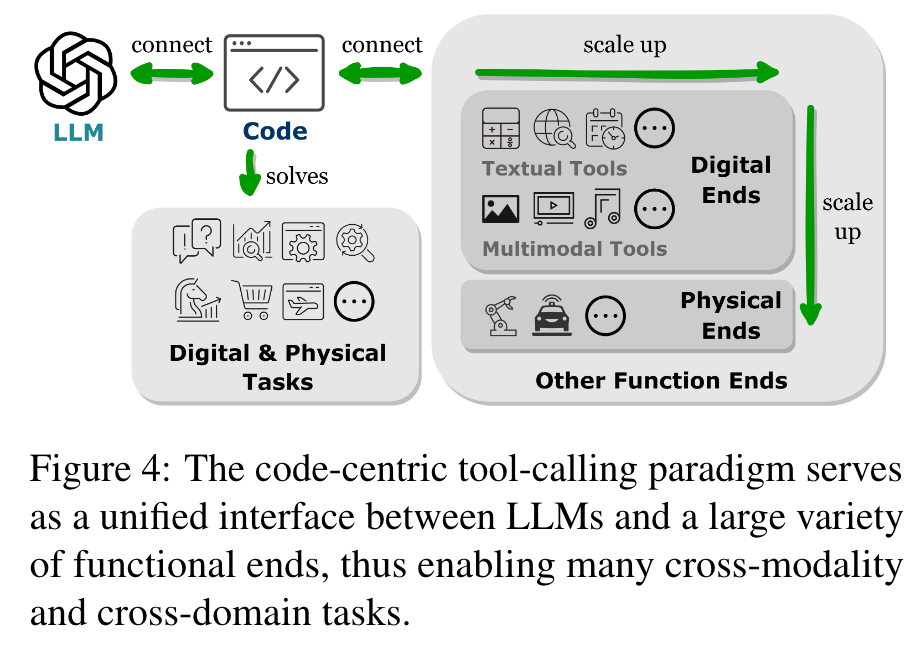 connect
connect
scale up
LLM
Code
solves
Textual Tools
Digital
Ends
Multimodal Tools
scale
up
Physical
Ends
Digital & Physical
Tasks
Other Function Ends
Figure 4: The code-centric tool-calling paradigm serves
as a unified interface between LLMs and a large variety
of functional ends, thus enabling many cross-modality
and cross-domain tasks.